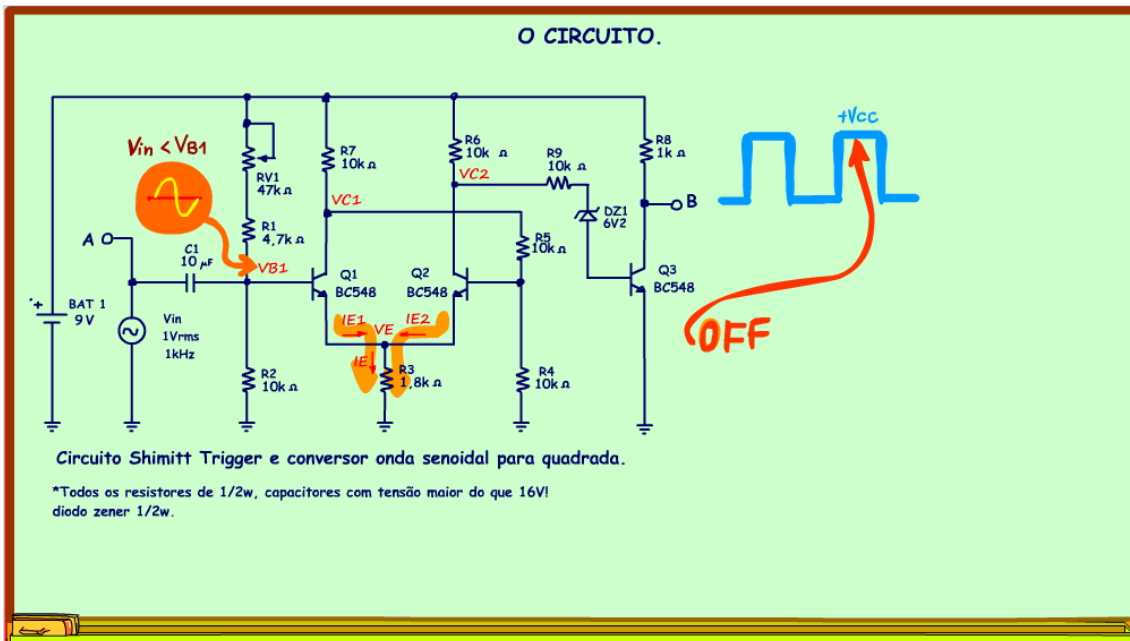 O CIRCUITO.
Vin < VB1
RV1
47kΩ
R1
4,7kΩ
R7
10kΩ
R6
10k Ω
R9
10k Ω
R8
1k Ω
+Vcc
VC1
VC2
DZ1
6V2
B
A
C1
10 µF
VB1
Q1
BC548
Q2
BC548
R5
10kΩ
Q3
BC548
+
BAT 1
9V
Vin
1Vrms
1kHz
IE1
VE
IE2
IE
OFF
R2
10kΩ
R3
1,8kΩ
R4
10kΩ
Circuito Shimitt Trigger e conversor onda senoidal para quadrada.
*Todos os resistores de 1/2w, capacitores com tensão maior do que 16V!
diodo zener 1/2w.